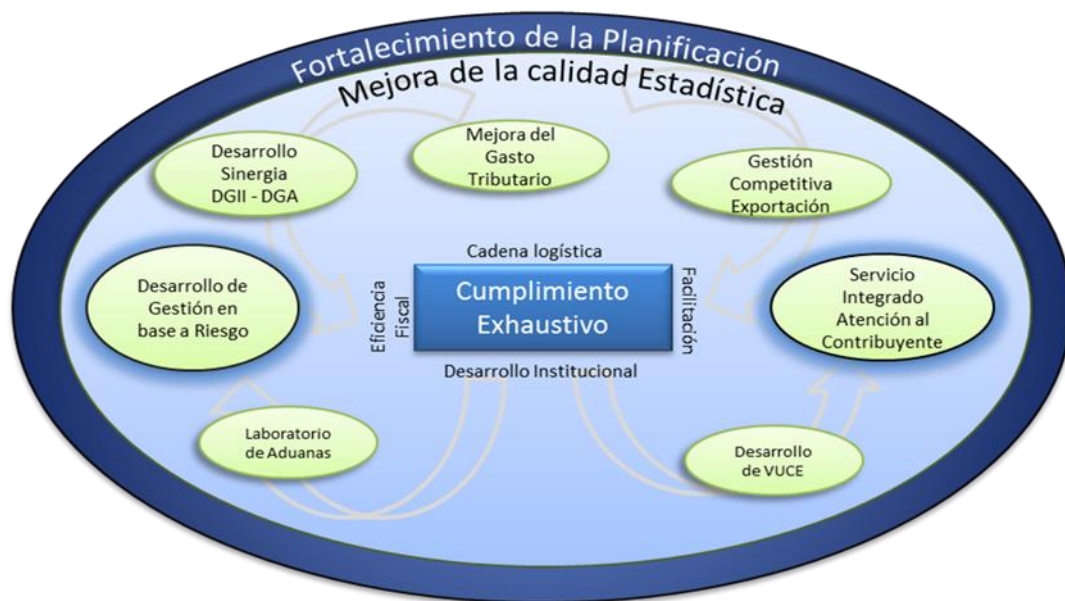 Fortalecimiento de la Planificación
Mejora de la calidad Estadística
Desarrollo
Sinergia
DGII - DGA
Mejora del
Gasto
Tributario
Gestión
Competitiva
Exportación
Desarrollo de
Gestión en
base a Riesgo
Eficiencia
Fiscal
Cadena logística
Cumplimiento
Exhaustivo
Desarrollo Institucional
Facilitación
Servicio
Integrado
Atención al
Contribuyente
Laboratorio
de Aduanas
Desarrollo
de VUCE